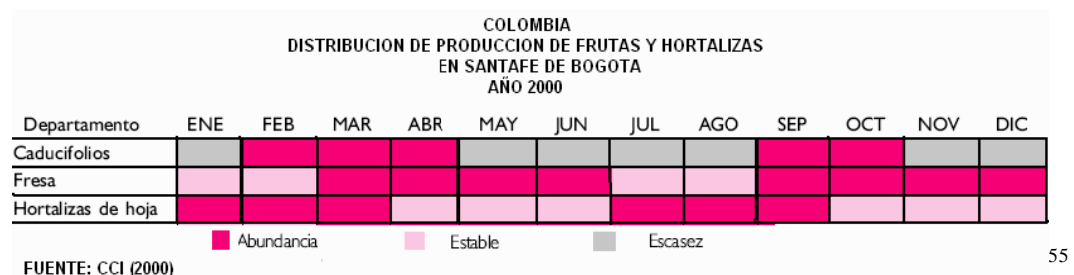 COLOMBIA
DISTRIBUCION DE PRODUCCION DE FRUTAS Y HORTALIZAS
EN SANTAFE DE BOGOTA
AÑO 2000
Departamento ENE FEB MAR ABR MAY JUN JUL AGO SEP OCT NOV DIC
Caducifolios
Fresa
Hortalizas de hoja
Abundancia Estable Escasez
55
FUENTE: CCI (2000)